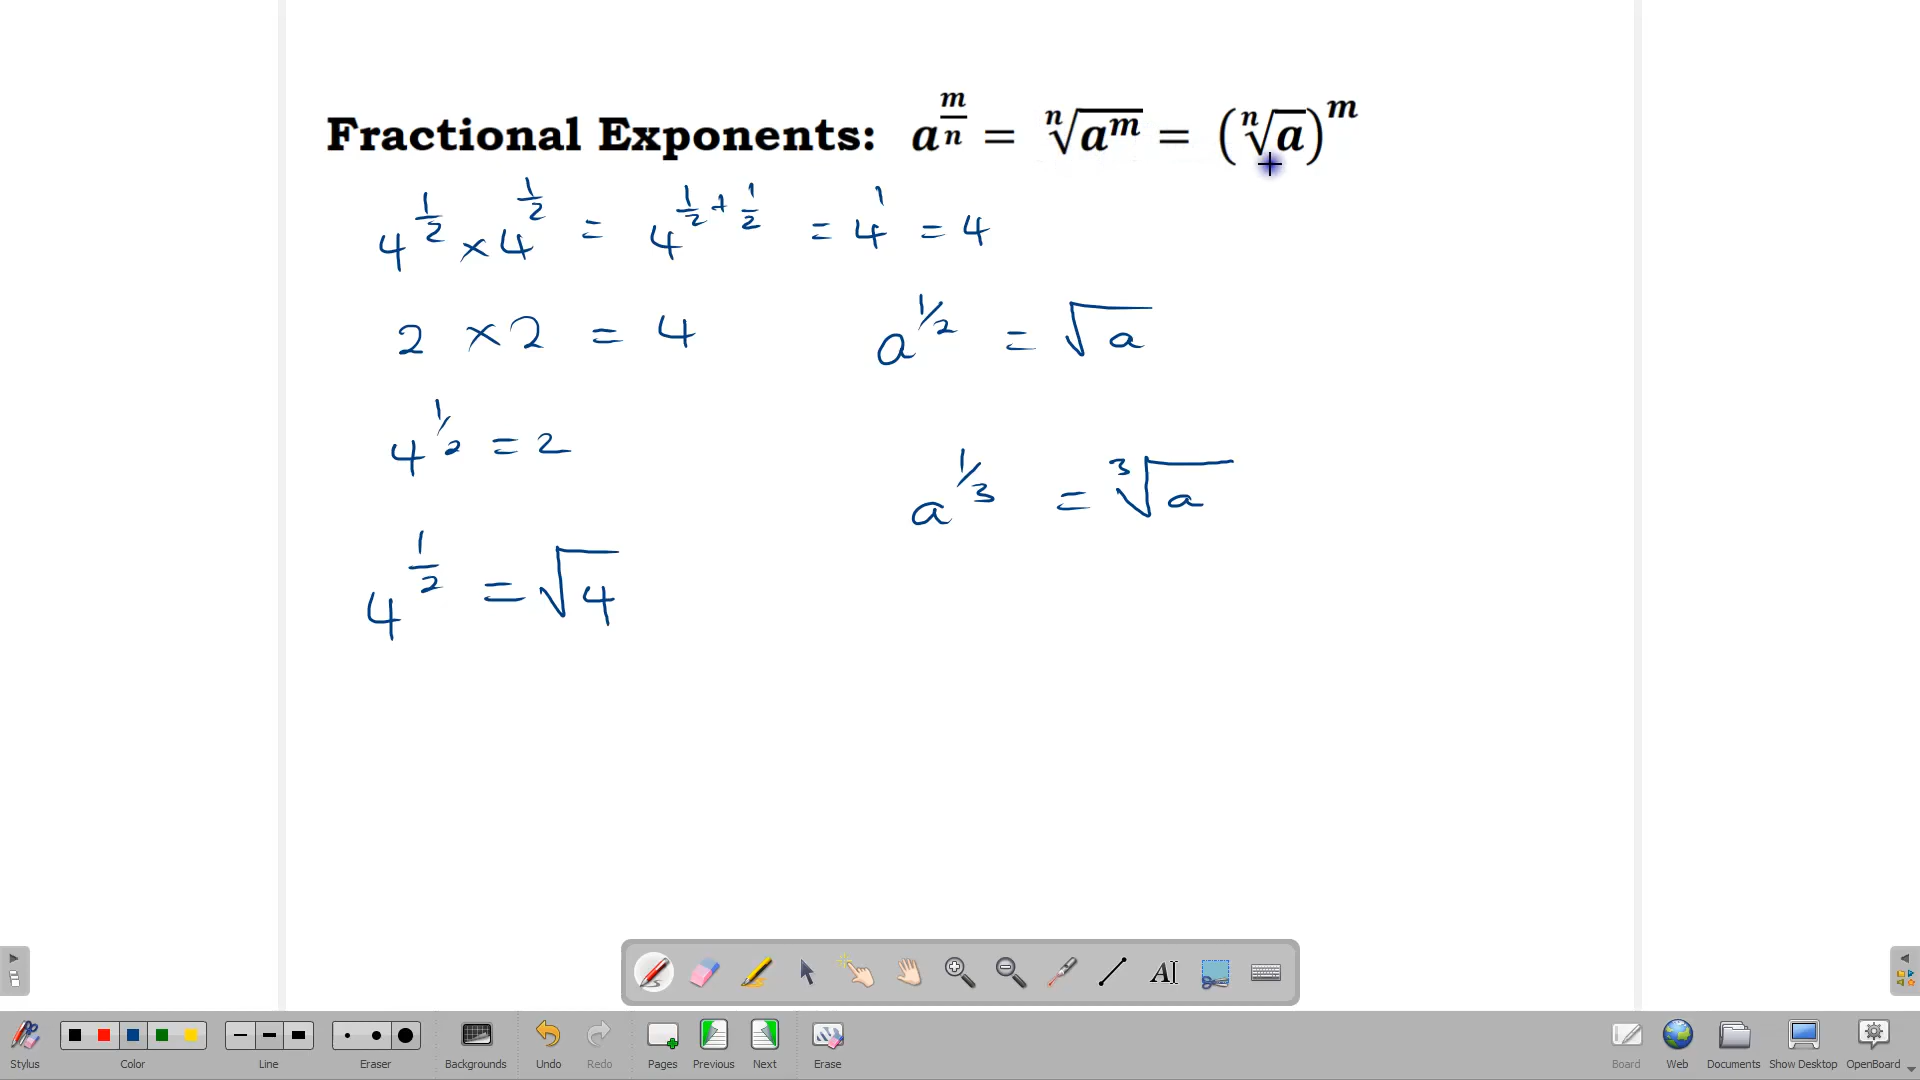 Fractional Exponents: a^(m/n) = ⁿ√(a^m) = (ⁿ√a)^m
4^(1/2) × 4^(1/2) = 4^(1/2 + 1/2) = 4^1 = 4
2 × 2 = 4
a^(1/2) = √a
4^(1/2) = 2
a^(1/3) = ³√a
4^(1/2) = √4
AI
Stylus Color Line Eraser Backgrounds Undo Redo Pages Previous Next Erase Board Web Documents Show Desktop OpenBoard